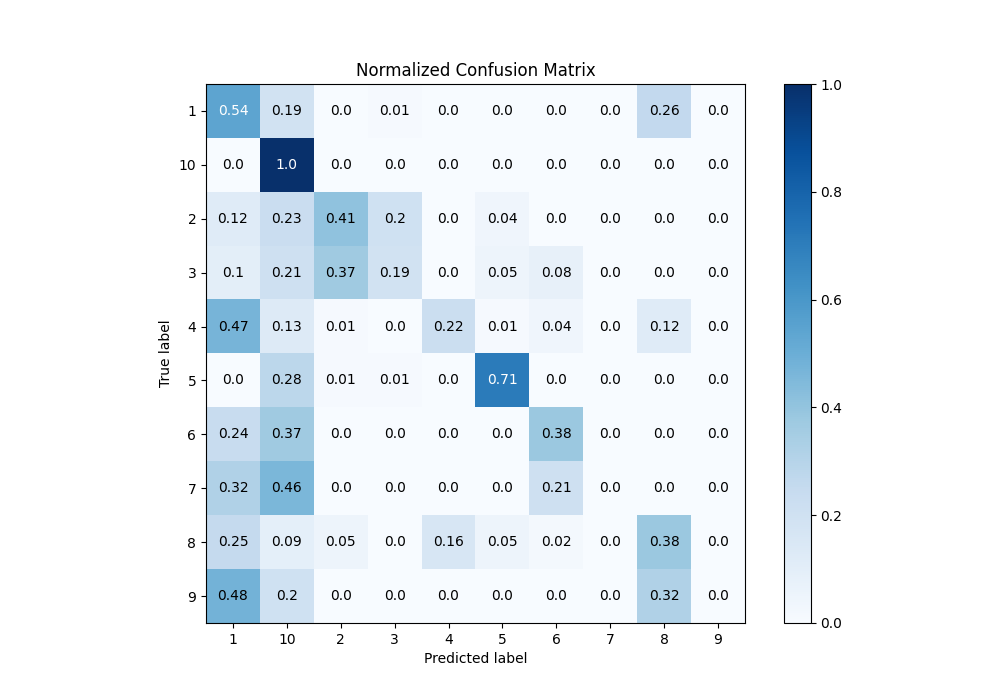 Normalized Confusion Matrix
1 0.54 0.19 0.0 0.01 0.0 0.0 0.0 0.0 0.26 0.0
10 0.0 1.0 0.0 0.0 0.0 0.0 0.0 0.0 0.0 0.0
2 0.12 0.23 0.41 0.2 0.0 0.04 0.0 0.0 0.0 0.0
3 0.1 0.21 0.37 0.19 0.0 0.05 0.08 0.0 0.0 0.0
4 0.47 0.13 0.01 0.0 0.22 0.01 0.04 0.0 0.12 0.0
5 0.0 0.28 0.01 0.01 0.0 0.71 0.0 0.0 0.0 0.0
6 0.24 0.37 0.0 0.0 0.0 0.0 0.38 0.0 0.0 0.0
7 0.32 0.46 0.0 0.0 0.0 0.0 0.21 0.0 0.0 0.0
8 0.25 0.09 0.05 0.0 0.16 0.05 0.02 0.0 0.38 0.0
9 0.48 0.2 0.0 0.0 0.0 0.0 0.0 0.0 0.32 0.0
1 10 2 3 4 5 6 7 8 9
Predicted label
True label
1.0
0.8
0.6
0.4
0.2
0.0